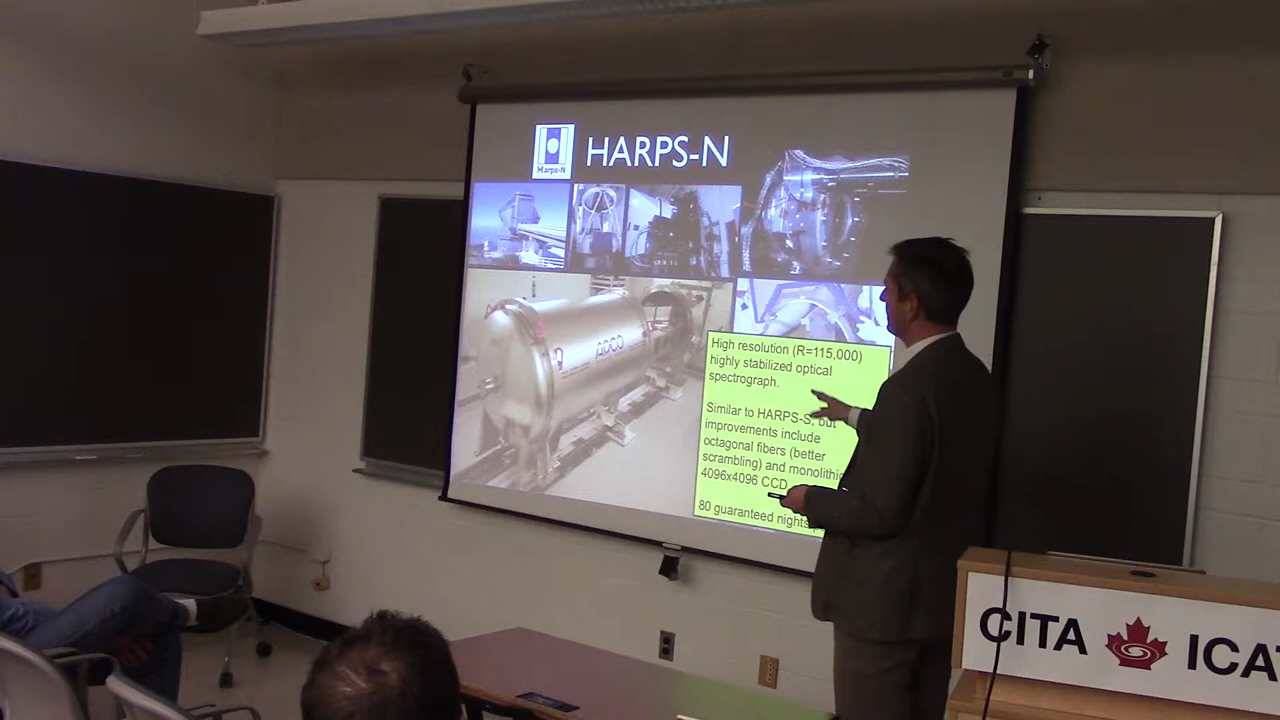 HARPS-N
Harps-N
ADCO
High resolution (R=115,000)
highly stabilized optical
spectrograph.
Similar to HARPS-S, but
improvements include
octagonal fibers (better
scrambling) and monolithic
4096x4096 CCD
80 guaranteed nights
CITA ICAT